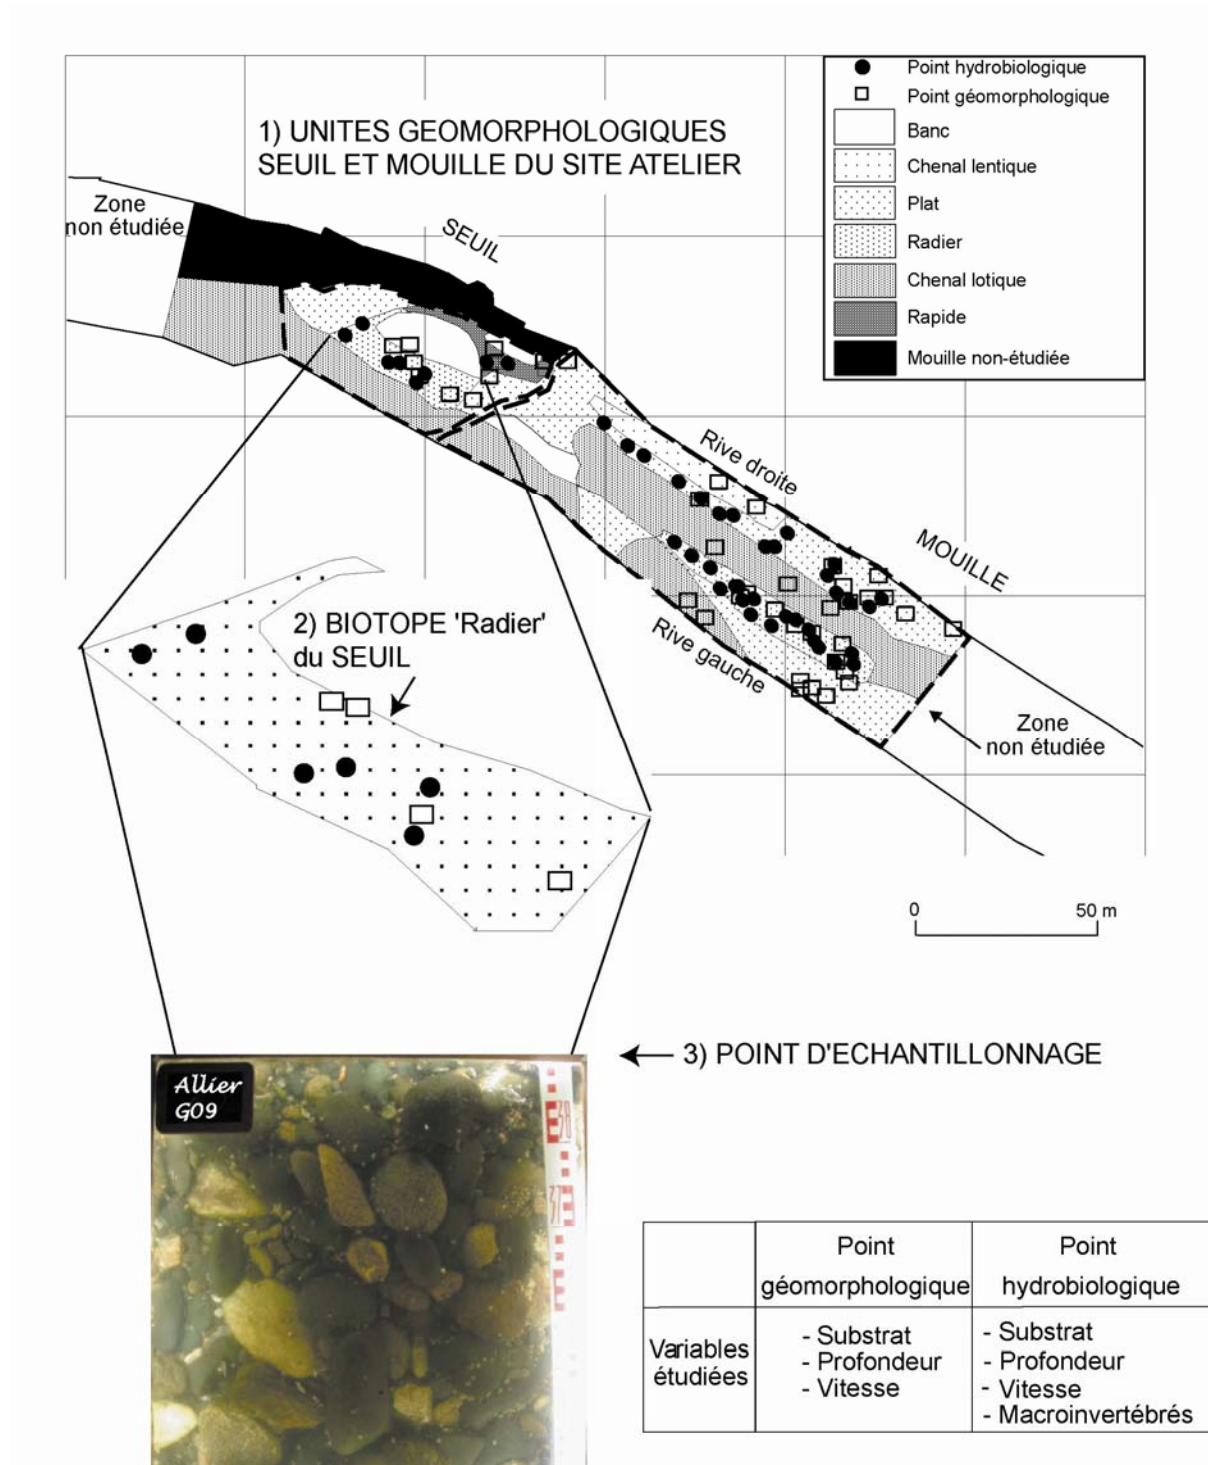 Point hydrobiologique
Point géomorphologique
Banc
Chenal lentique
Plat
Radier
Chenal lotique
Rapide
Mouille non-étudiée
1) UNITES GEOMORPHOLOGIQUES
SEUIL ET MOUILLE DU SITE ATELIER
Zone
non étudiée
SEUIL
Rive droite
MOUILLE
Rive gauche
Zone
non étudiée
2) BIOTOPE 'Radier'
du SEUIL
0 50 m
3) POINT D'ECHANTILLONNAGE
Allier
G09
E38
37E
E
Point
géomorphologique
Point
hydrobiologique
Variables
étudiées
- Substrat
- Profondeur
- Vitesse
- Substrat
- Profondeur
- Vitesse
- Macroinvertébrés